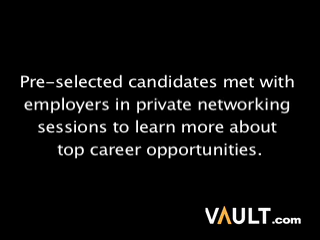 Pre-selected candidates met with
employers in private networking
sessions to learn more about
top career opportunities.
VAULT.com